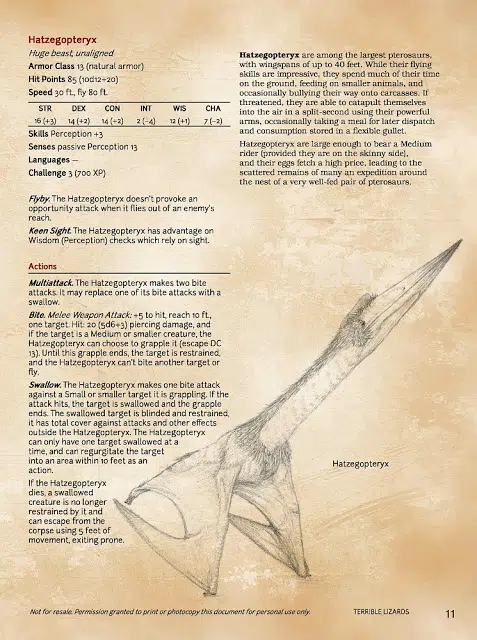 Hatzegopteryx
Huge beast, unaligned
Armor Class 13 (natural armor)
Hit Points 85 (10d12+20)
Speed 30 ft., fly 80 ft.
STR DEX CON INT WIS CHA
16 (+3) 14 (+2) 14 (+2) 2 (-4) 12 (+1) 7 (-2)
Skills Perception +3
Senses passive Perception 13
Languages —
Challenge 3 (700 XP)
Flyby. The Hatzegopteryx doesn't provoke an
opportunity attack when it flies out of an enemy's
reach.
Keen Sight. The Hatzegopteryx has advantage on
Wisdom (Perception) checks which rely on sight.
Actions
Multiattack. The Hatzegopteryx makes two bite
attacks. It may replace one of its bite attacks with a
swallow.
Bite. Melee Weapon Attack: +5 to hit, reach 10 ft.,
one target. Hit: 20 (5d6+3) piercing damage, and
if the target is a Medium or smaller creature, the
Hatzegopteryx can choose to grapple it (escape DC
13). Until this grapple ends, the target is restrained,
and the Hatzegopteryx can't bite another target or
fly.
Swallow. The Hatzegopteryx makes one bite attack
against a Small or smaller target it is grappling. If the
attack hits, the target is swallowed and the grapple
ends. The swallowed target is blinded and restrained,
it has total cover against attacks and other effects
outside the Hatzegopteryx. The Hatzegopteryx
can only have one target swallowed at a
time, and can regurgitate the target
into an area within 10 feet as an
action.
If the Hatzegopteryx
dies, a swallowed
creature is no longer
restrained by it and
can escape from the
corpse using 5 feet of
movement, exiting prone.
Hatzegopteryx are among the largest pterosaurs,
with wingspans of up to 40 feet. While their flying
skills are impressive, they spend much of their time
on the ground, feeding on smaller animals, and
occasionally bullying their way onto carcasses. If
threatened, they are able to catapult themselves
into the air in a split-second using their powerful
arms, occasionally taking a meal for later dispatch
and consumption stored in a flexible gullet.
Hatzegopteryx are large enough to bear a Medium
rider (provided they are on the skinny side),
and their eggs fetch a high price, leading to the
scattered remains of many an expedition around
the nest of a very well-fed pair of pterosaurs.
Hatzegopteryx
Not for resale. Permission granted to print or photocopy this document for personal use only.
TERRIBLE LIZARDS
11